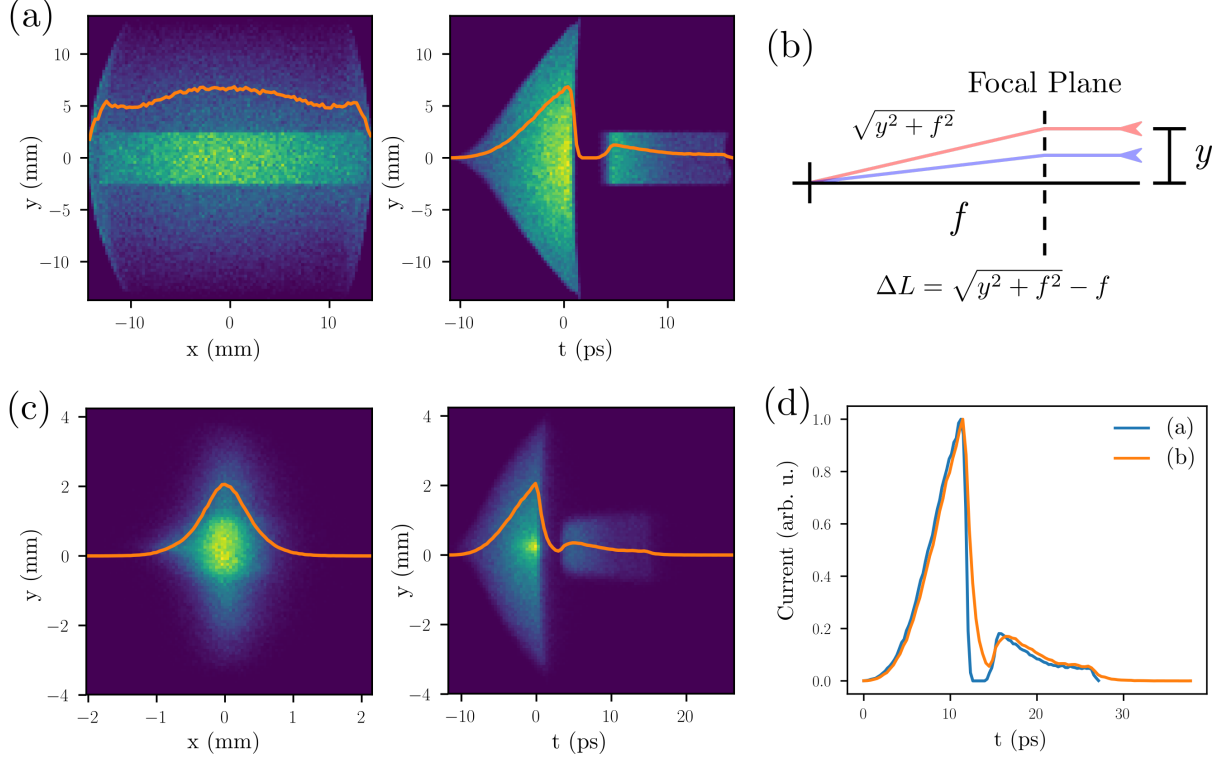 (a)
10
5
0
−5
−10
y (mm)
−10
0
10
x (mm)
10
5
0
−5
−10
y (mm)
−10
0
10
t (ps)
(b)
Focal Plane
√y² + f²
y
f
ΔL = √y² + f² − f
(c)
4
2
0
−2
−4
y (mm)
−2
−1
0
1
2
x (mm)
4
2
0
−2
−4
y (mm)
−10
0
10
20
t (ps)
(d)
1.0
0.8
0.6
0.4
0.2
0.0
Current (arb. u.)
(a)
(b)
0
10
20
30
t (ps)